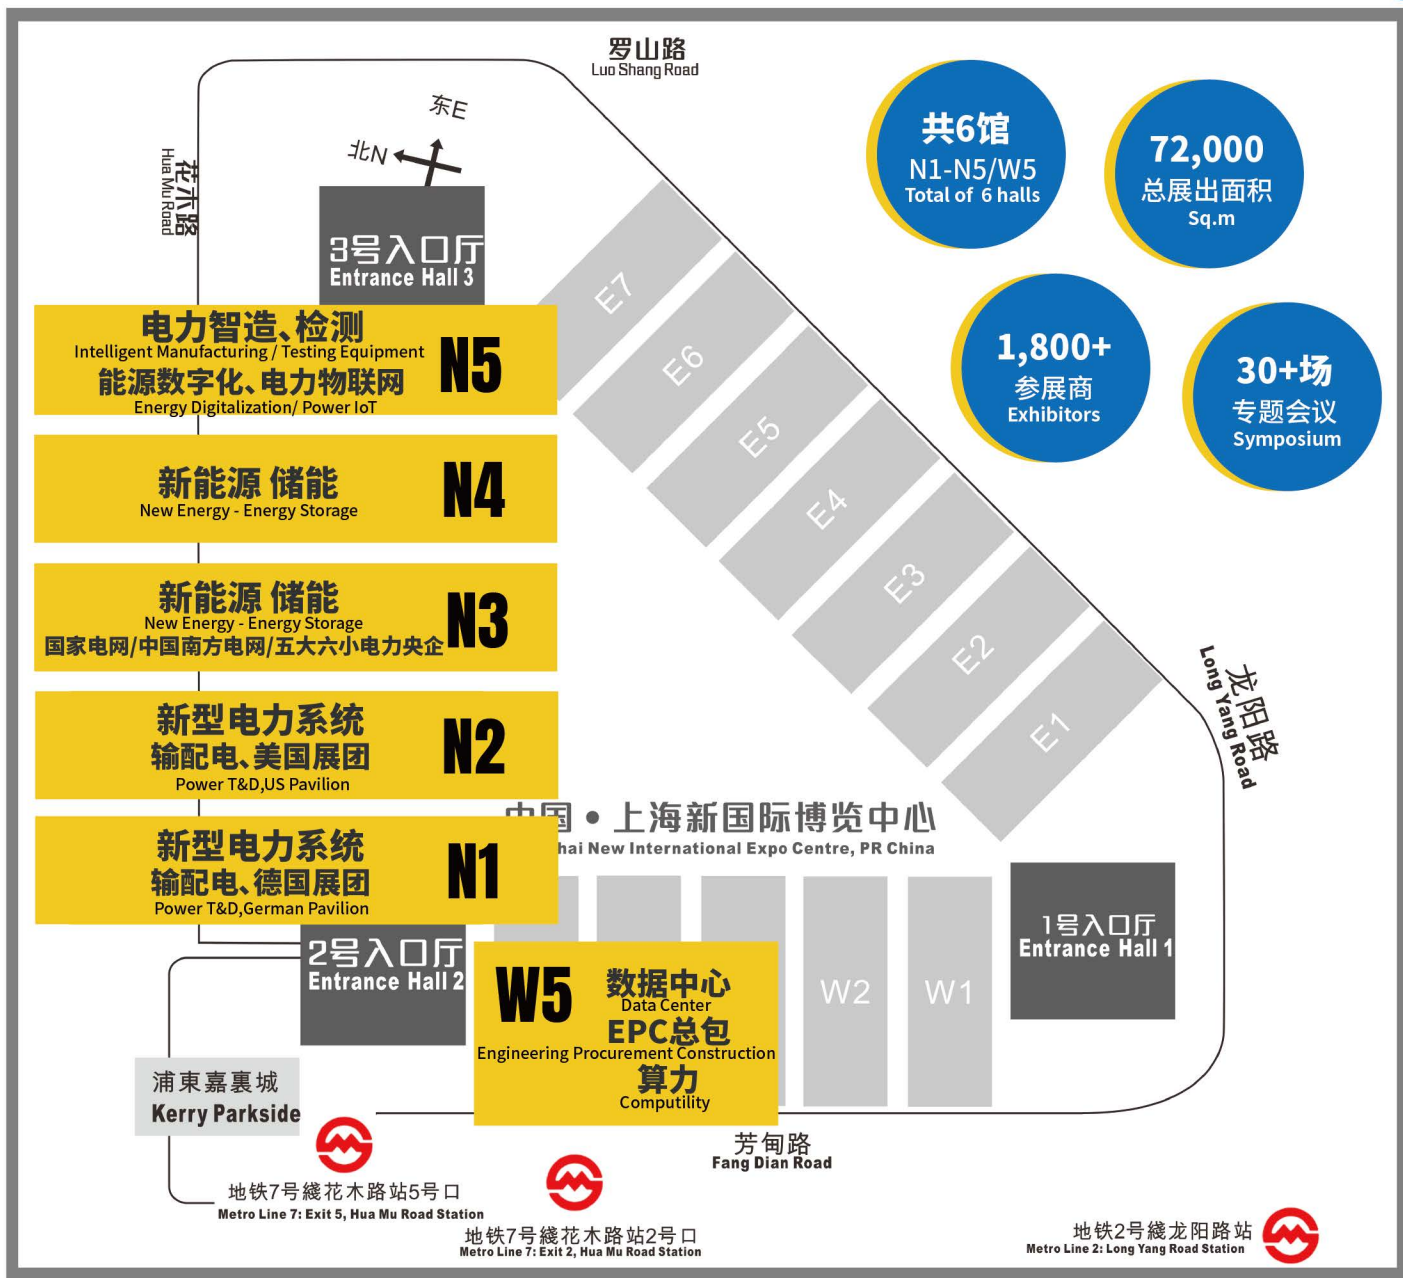 罗山路
Luo Shang Road
东E
北N
花木路
Hua Mu Road
共6馆
N1-N5/W5
Total of 6 halls
72,000
总展出面积
Sq.m
1,800+
参展商
Exhibitors
30+场
专题会议
Symposium
3号入口厅
Entrance Hall 3
电力智造、检测
Intelligent Manufacturing / Testing Equipment
能源数字化、电力物联网
Energy Digitalization/ Power IoT
N5
新能源 储能
New Energy - Energy Storage
N4
新能源 储能
New Energy - Energy Storage
国家电网/中国南方电网/五大六小电力央企
N3
新型电力系统
输配电、美国展团
Power T&D,US Pavilion
N2
新型电力系统
输配电、德国展团
Power T&D,German Pavilion
N1
E7
E6
E5
E4
E3
E2
E1
龙阳路
Long Yang Road
中国•上海新国际博览中心
hai New International Expo Centre, PR China
2号入口厅
Entrance Hall 2
W5
数据中心
Data Center
EPC总包
Engineering Procurement Construction
算力
Computility
W2
W1
1号入口厅
Entrance Hall 1
浦東嘉裏城
Kerry Parkside
芳甸路
Fang Dian Road
地铁7号綫花木路站5号口
Metro Line 7: Exit 5, Hua Mu Road Station
地铁7号綫花木路站2号口
Metro Line 7: Exit 2, Hua Mu Road Station
地铁2号綫龙阳路站
Metro Line 2: Long Yang Road Station